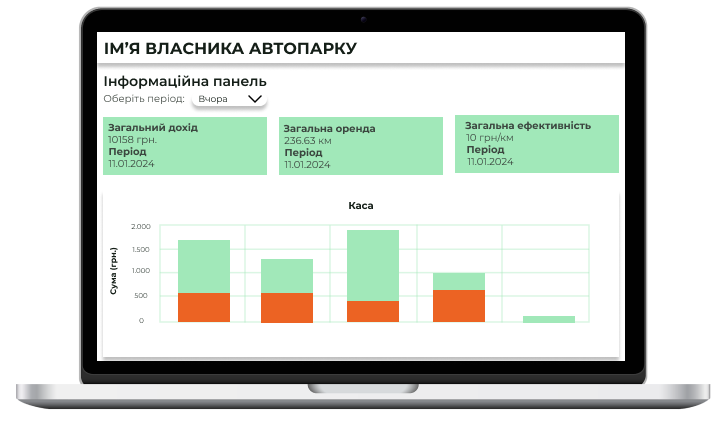 ІМ’Я ВЛАСНИКА АВТОПАРКУ
Інформаційна панель
Оберіть період: Вчора
Загальний дохід
10158 грн.
Період
11.01.2024
Загальна оренда
236.63 км
Період
11.01.2024
Загальна ефективність
10 грн/км
Період
11.01.2024
Каса
Сума (грн.)
2.000
1.500
1.000
500
0